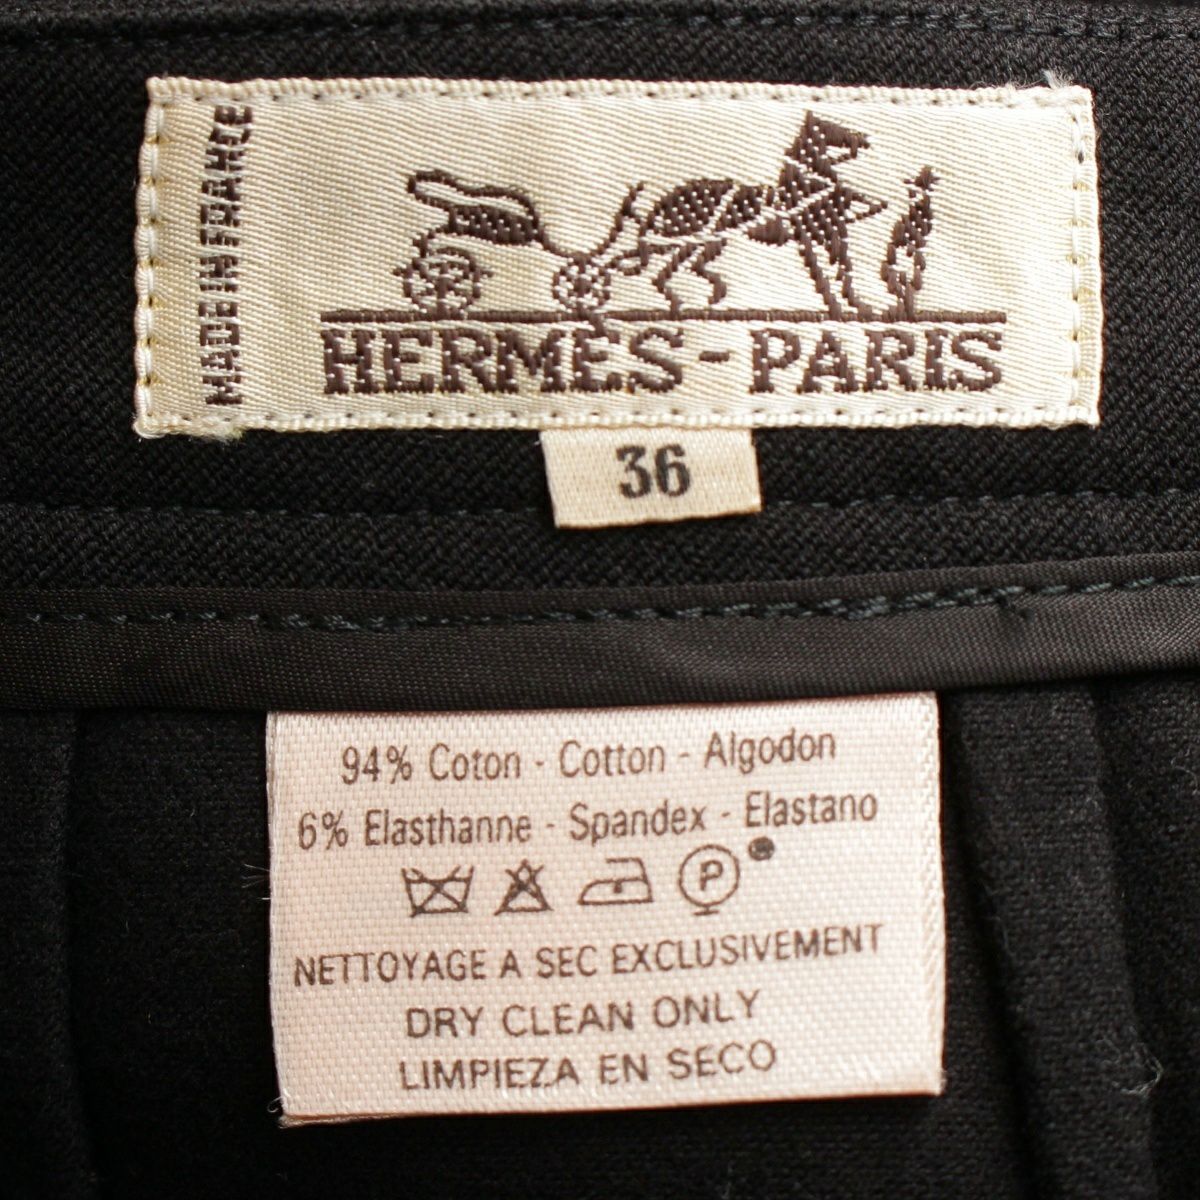 MADE IN FRANCE
HERMÈS-PARIS
36
94% Coton - Cotton - Algodon
6% Elasthanne - Spandex - Elastano
P
NETTOYAGE A SEC EXCLUSIVEMENT
DRY CLEAN ONLY
LIMPIEZA EN SECO